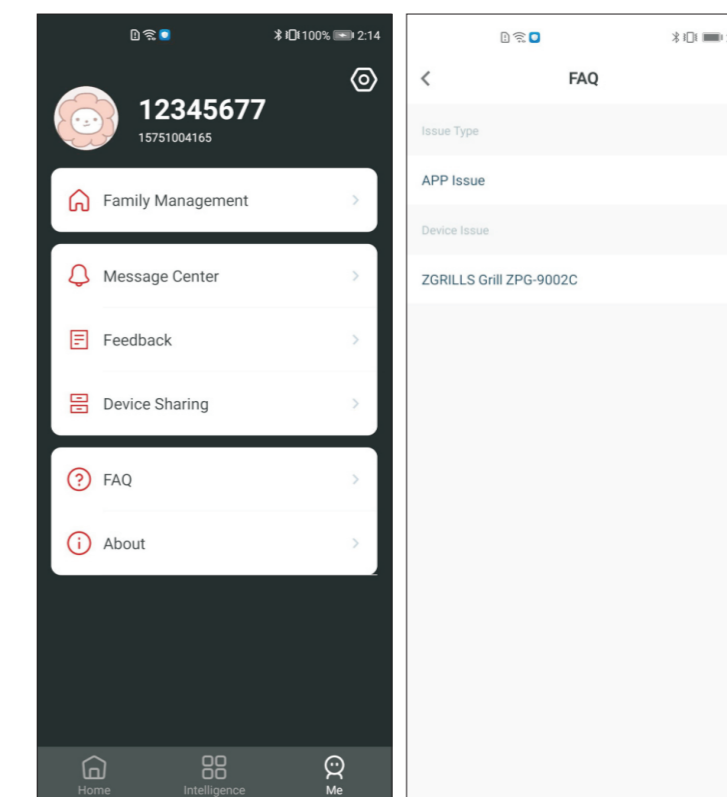 100% 2:14
12345677
15751004165
Family Management
Message Center
Feedback
Device Sharing
FAQ
About
Home
Intelligence
Me
FAQ
Issue Type
APP Issue
Device Issue
ZGRILLS Grill ZPG-9002C